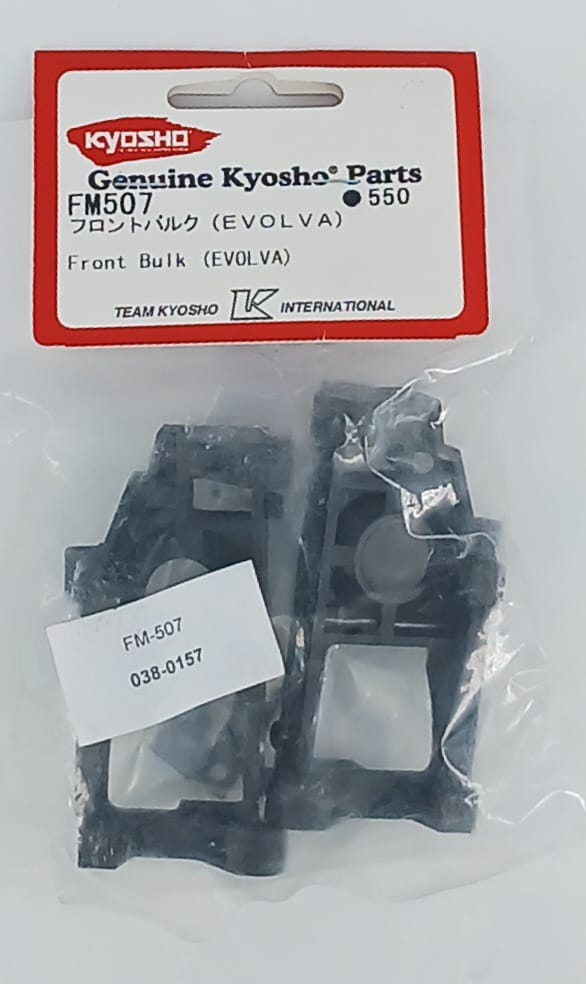 KYOSHO
Genuine Kyosho® Parts
FM507 ●550
フロントバルク（ＥＶＯＬＶＡ）
Front Bulk (EVOLVA)
TEAM KYOSHO K INTERNATIONAL
FM-507
038-0157